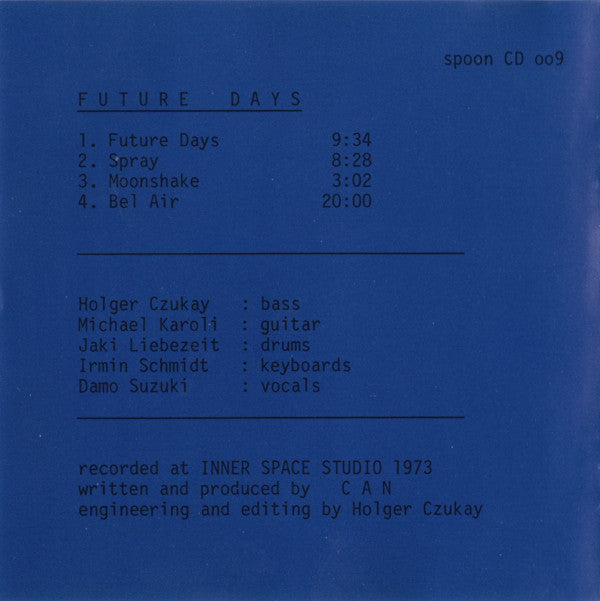 spoon CD oo9
FUTURE DAYS
1. Future Days 9:34
2. Spray 8:28
3. Moonshake 3:02
4. Bel Air 20:00
Holger Czukay : bass
Michael Karoli : guitar
Jaki Liebezeit : drums
Irmin Schmidt : keyboards
Damo Suzuki : vocals
recorded at INNER SPACE STUDIO 1973
written and produced by C A N
engineering and editing by Holger Czukay